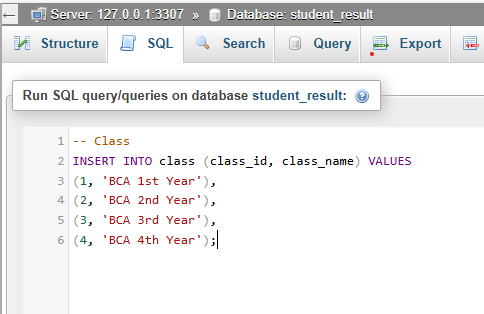 Server: 127.0.0.1:3307 » Database: student_result
Structure SQL Search Query Export
Run SQL query/queries on database student_result:
1 -- Class
2 INSERT INTO class (class_id, class_name) VALUES
3 (1, 'BCA 1st Year'),
4 (2, 'BCA 2nd Year'),
5 (3, 'BCA 3rd Year'),
6 (4, 'BCA 4th Year');